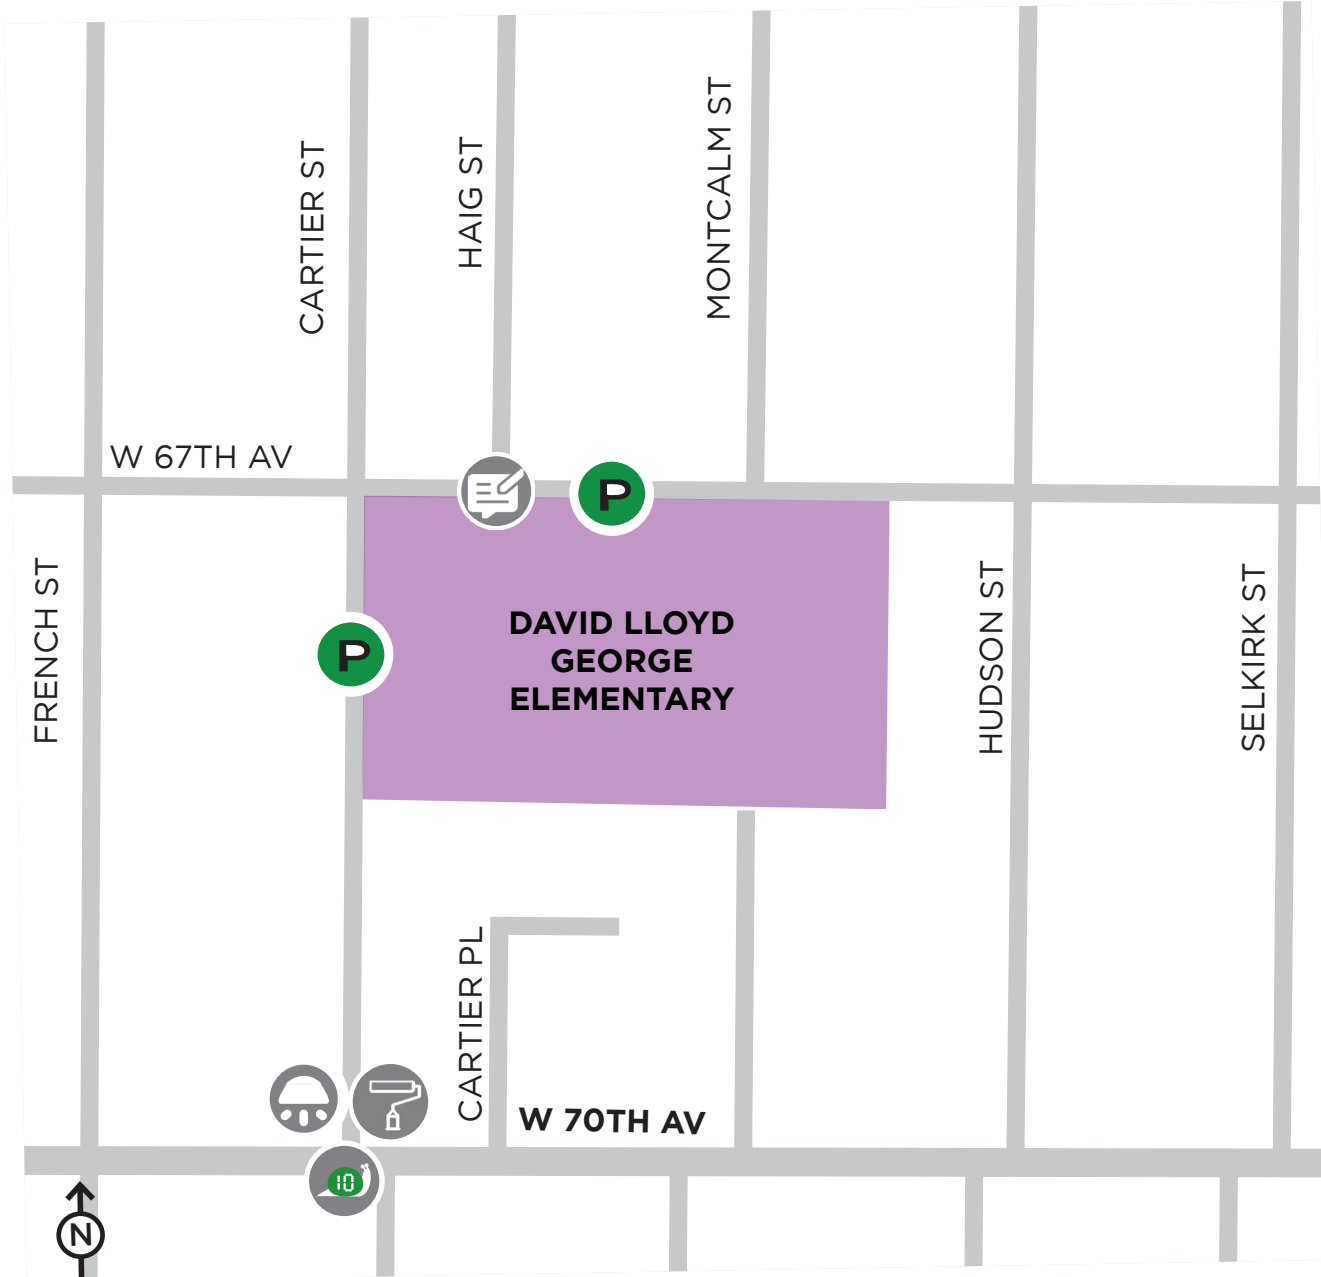 MONTCALM ST
CARTIER ST
HAIG ST
W 67TH AV
P
FRENCH ST
HUDSON ST
SELKIRK ST
DAVID LLOYD
GEORGE
ELEMENTARY
P
CARTIER PL
W 70TH AV
10
N